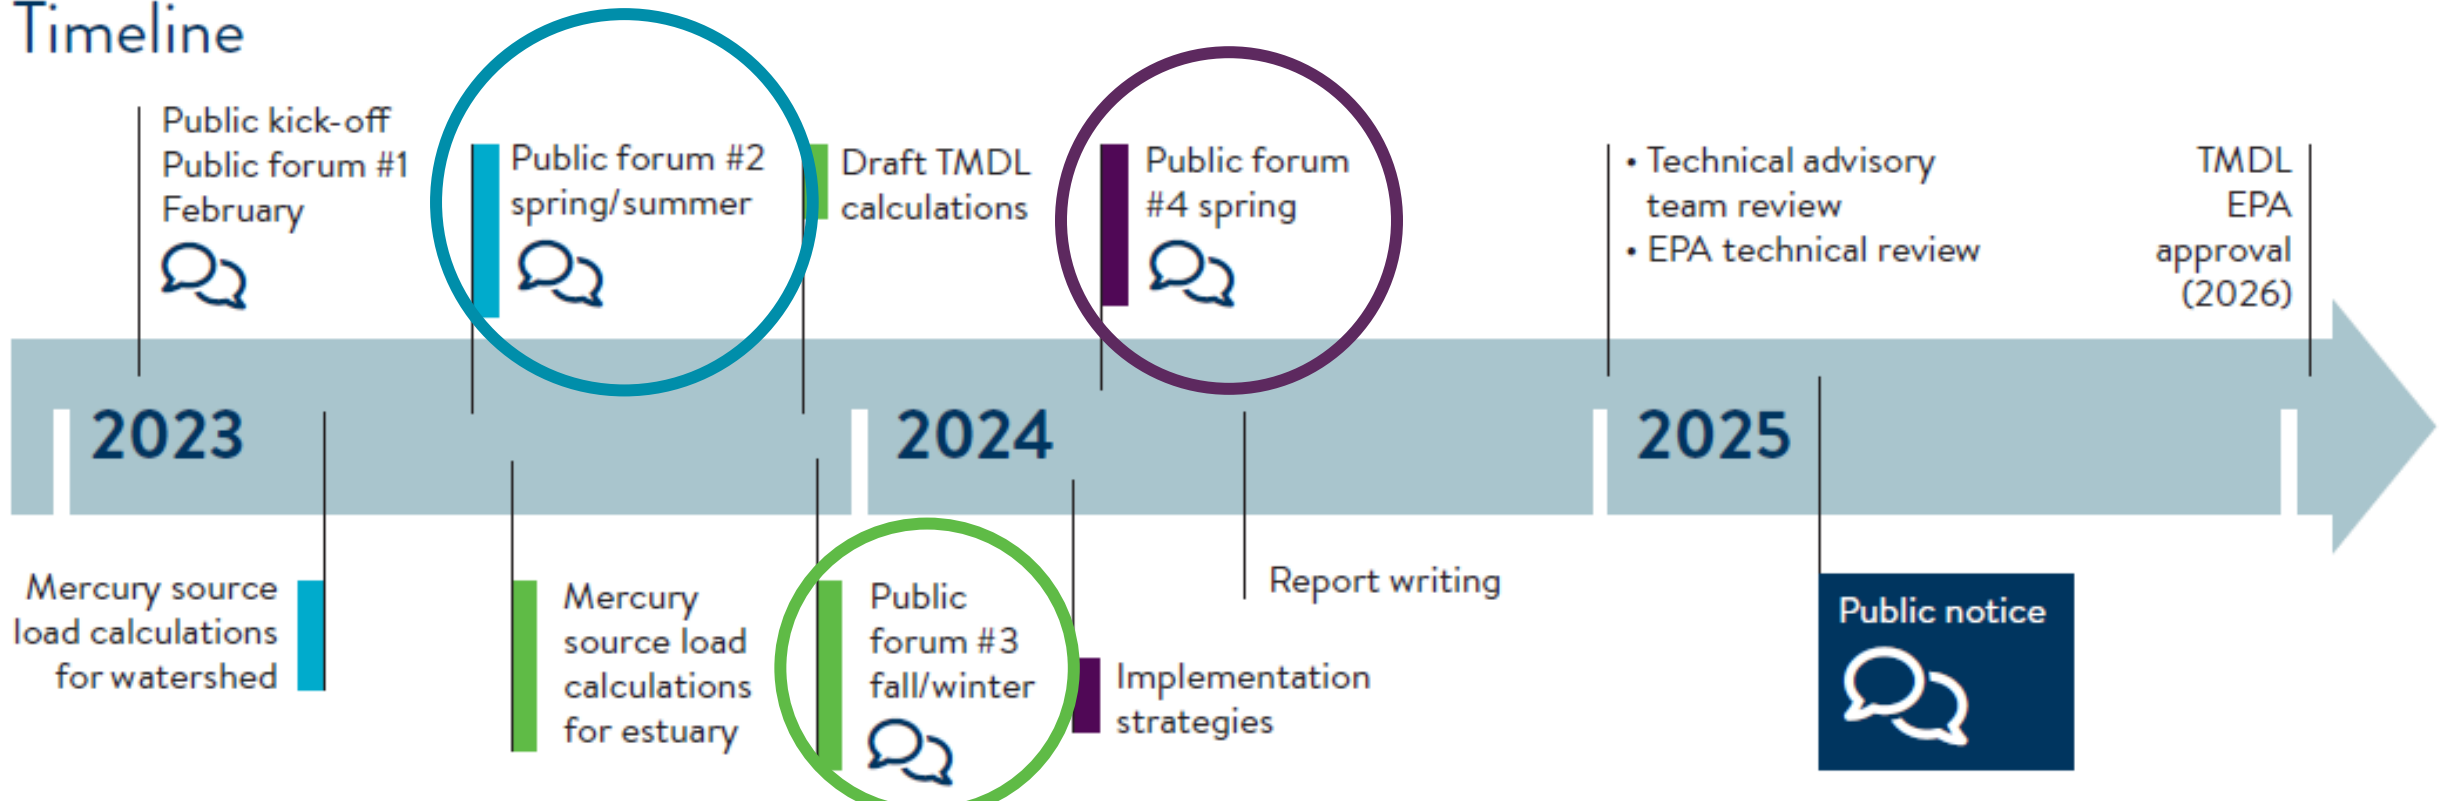 Timeline
Public kick-off
Public forum #1
February
Public forum #2
spring/summer
Draft TMDL
calculations
Public forum
#4 spring
• Technical advisory
team review
• EPA technical review
TMDL
EPA
approval
(2026)
2023
2024
2025
Mercury source
load calculations
for watershed
Mercury
source load
calculations
for estuary
Public
forum #3
fall/winter
Implementation
strategies
Report writing
Public notice